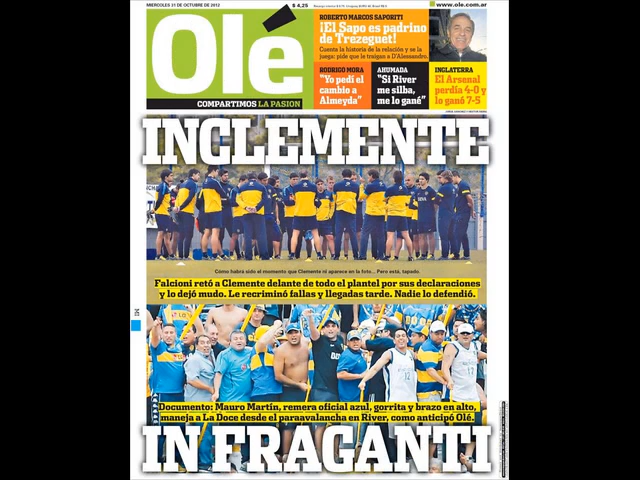 MIERCOLES 31 DE OCTUBRE DE 2012
$ 4,25
www.ole.com.ar
Olé
COMPARTIMOS LA PASION
ROBERTO MARCOS SAPORITI
¡El Sapo es padrino
de Trezeguet!
Cuenta la historia de la relación y se la
juega: pide que le traigan a D'Alessandro.
RODRIGO MORA
"Yo pedí el
cambio a
Almeyda"
AHUMADA
"Si River
me silba,
me lo gané"
INGLATERRA
El Arsenal
perdía 4-0 y
lo ganó 7-5
INCLEMENTE
Como habrá sido el momento que Clemente ni aparece en la foto... Pero está, tapado.
Falcioni retó a Clemente delante de todo el plantel por sus declaraciones
y lo dejó mudo. Le recriminó fallas y llegadas tarde. Nadie lo defendió.
Documento: Mauro Martín, remera oficial azul, gorrita y brazo en alto,
maneja a La Doce desde el paraavalancha en River, como anticipó Olé.
IN FRAGANTI